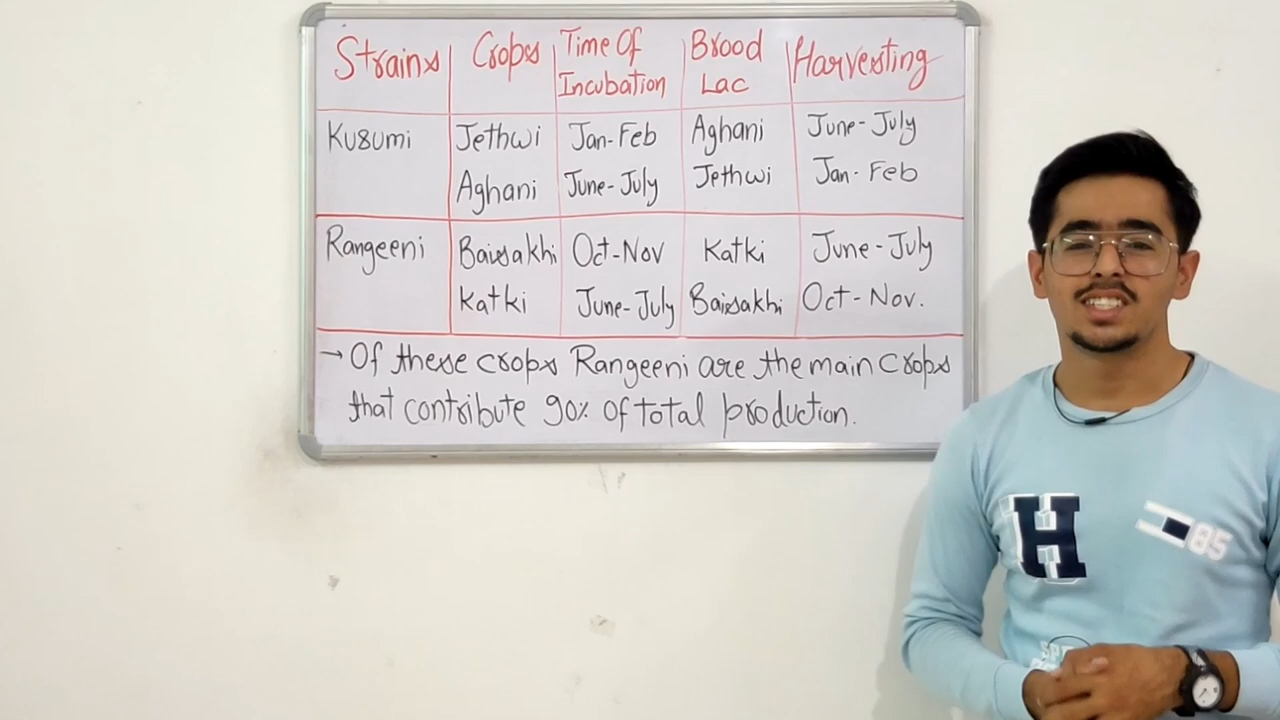 Strains Crops Time Of Incubation Brood Lac Harvesting
Kusumi Jethwi Jan-Feb Aghani June-July
Aghani June-July Jethwi Jan-Feb
Rangeeni Baisakhi Oct-Nov Katki June-July
Katki June-July Baisakhi Oct-Nov.
→ Of these crops Rangeeni are the main crops
that contribute 90% of total production.
H
85